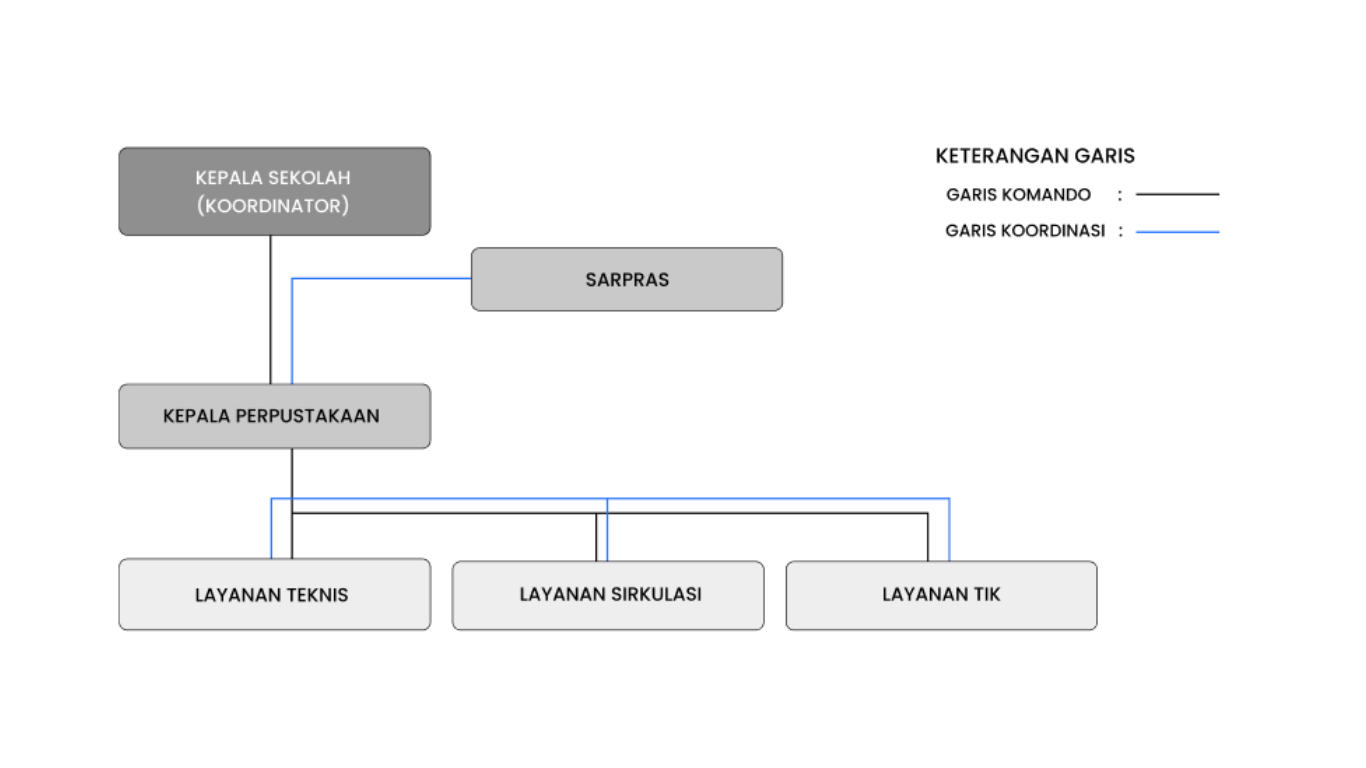 KEPALA SEKOLAH
(KOORDINATOR)
KETERANGAN GARIS
GARIS KOMANDO :
GARIS KOORDINASI :
SARPRAS
KEPALA PERPUSTAKAAN
LAYANAN TEKNIS
LAYANAN SIRKULASI
LAYANAN TIK